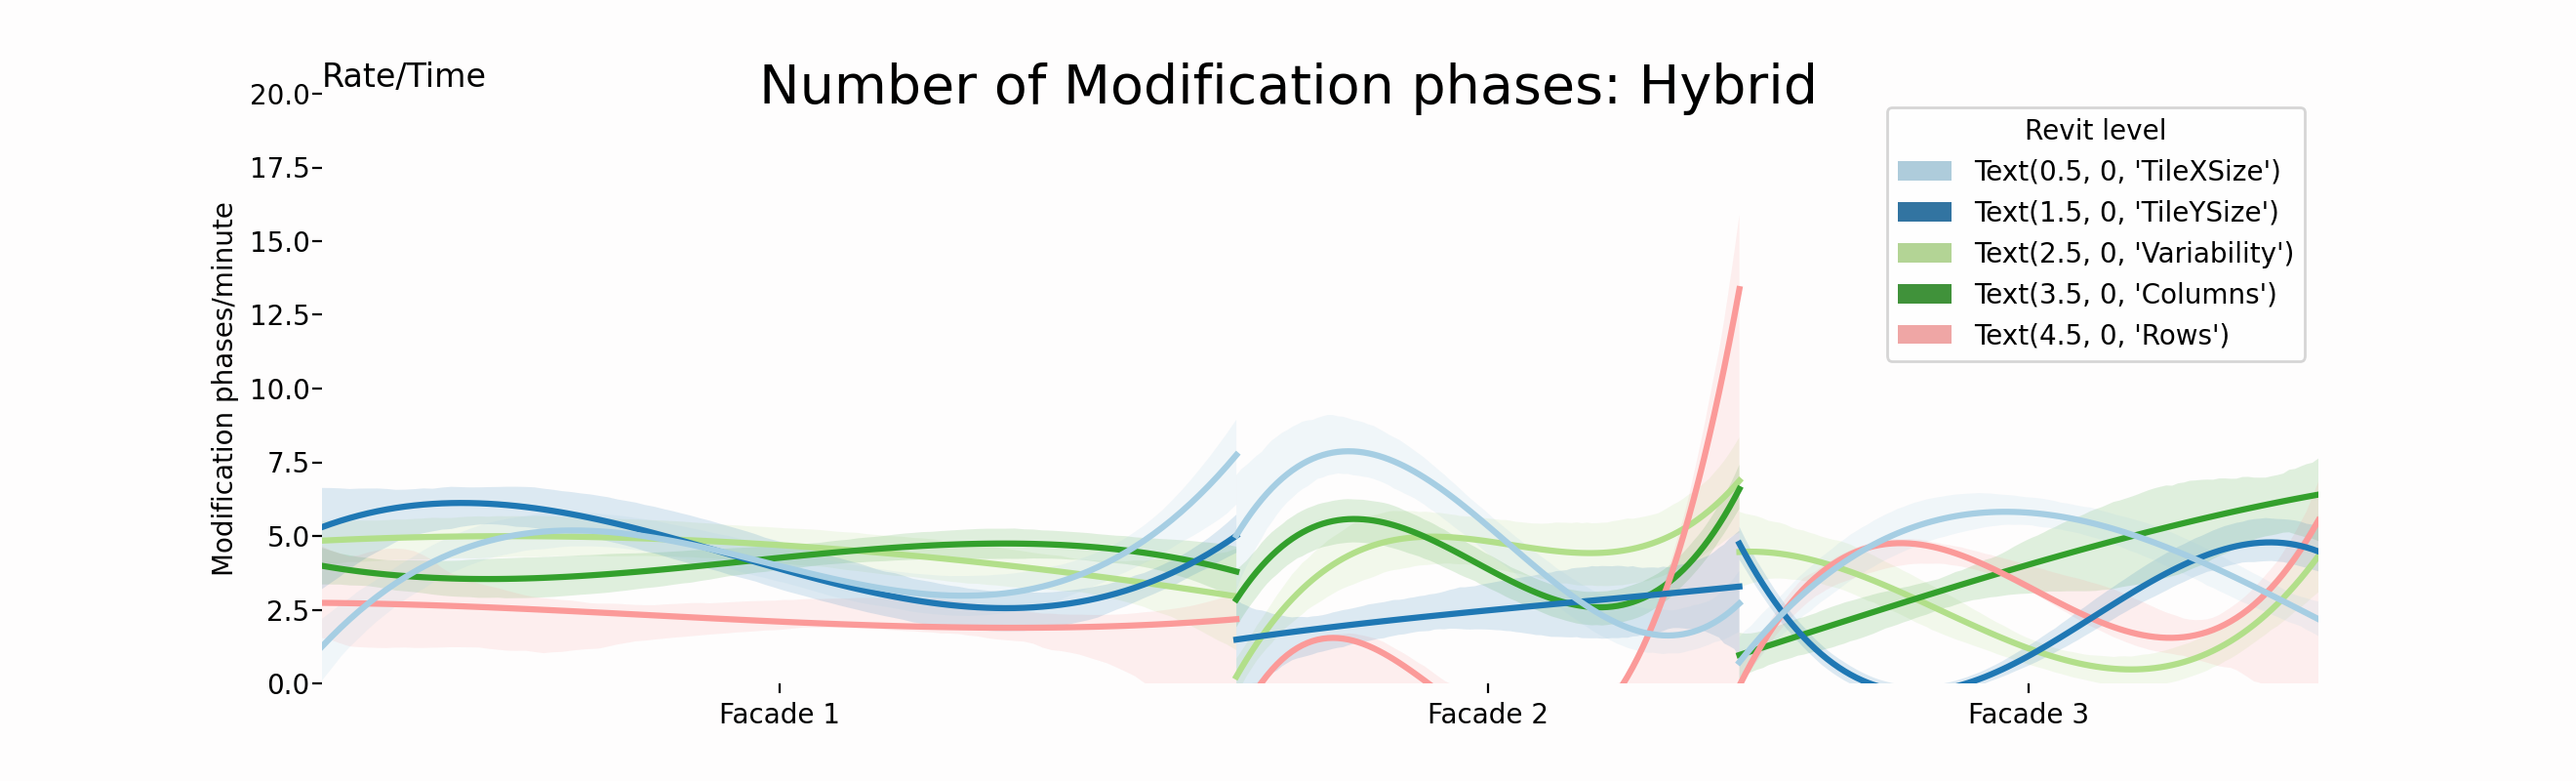 Rate/Time
Number of Modification phases: Hybrid
Modification phases/minute
20.0
17.5
15.0
12.5
10.0
7.5
5.0
2.5
0.0
Revit level
Text(0.5, 0, 'TileXSize')
Text(1.5, 0, 'TileYSize')
Text(2.5, 0, 'Variability')
Text(3.5, 0, 'Columns')
Text(4.5, 0, 'Rows')
Facade 1
Facade 2
Facade 3